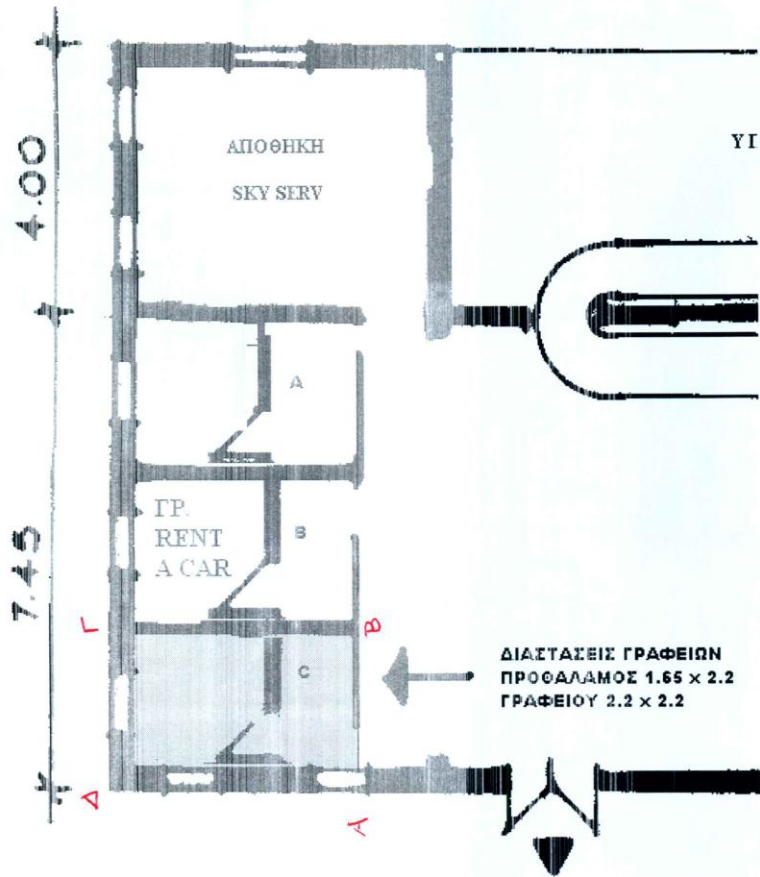 4.00
ΑΠΟΘΗΚΗ
SKY SERV
ΥΠ
A
7.45
ΓΡ.
RENT
A CAR
B
Γ
B
C
ΔΙΑΣΤΑΣΕΙΣ ΓΡΑΦΕΙΩΝ
ΠΡΟΘΑΛΑΜΟΣ 1.65 x 2.2
ΓΡΑΦΕΙΟΥ 2.2 x 2.2
Δ
A